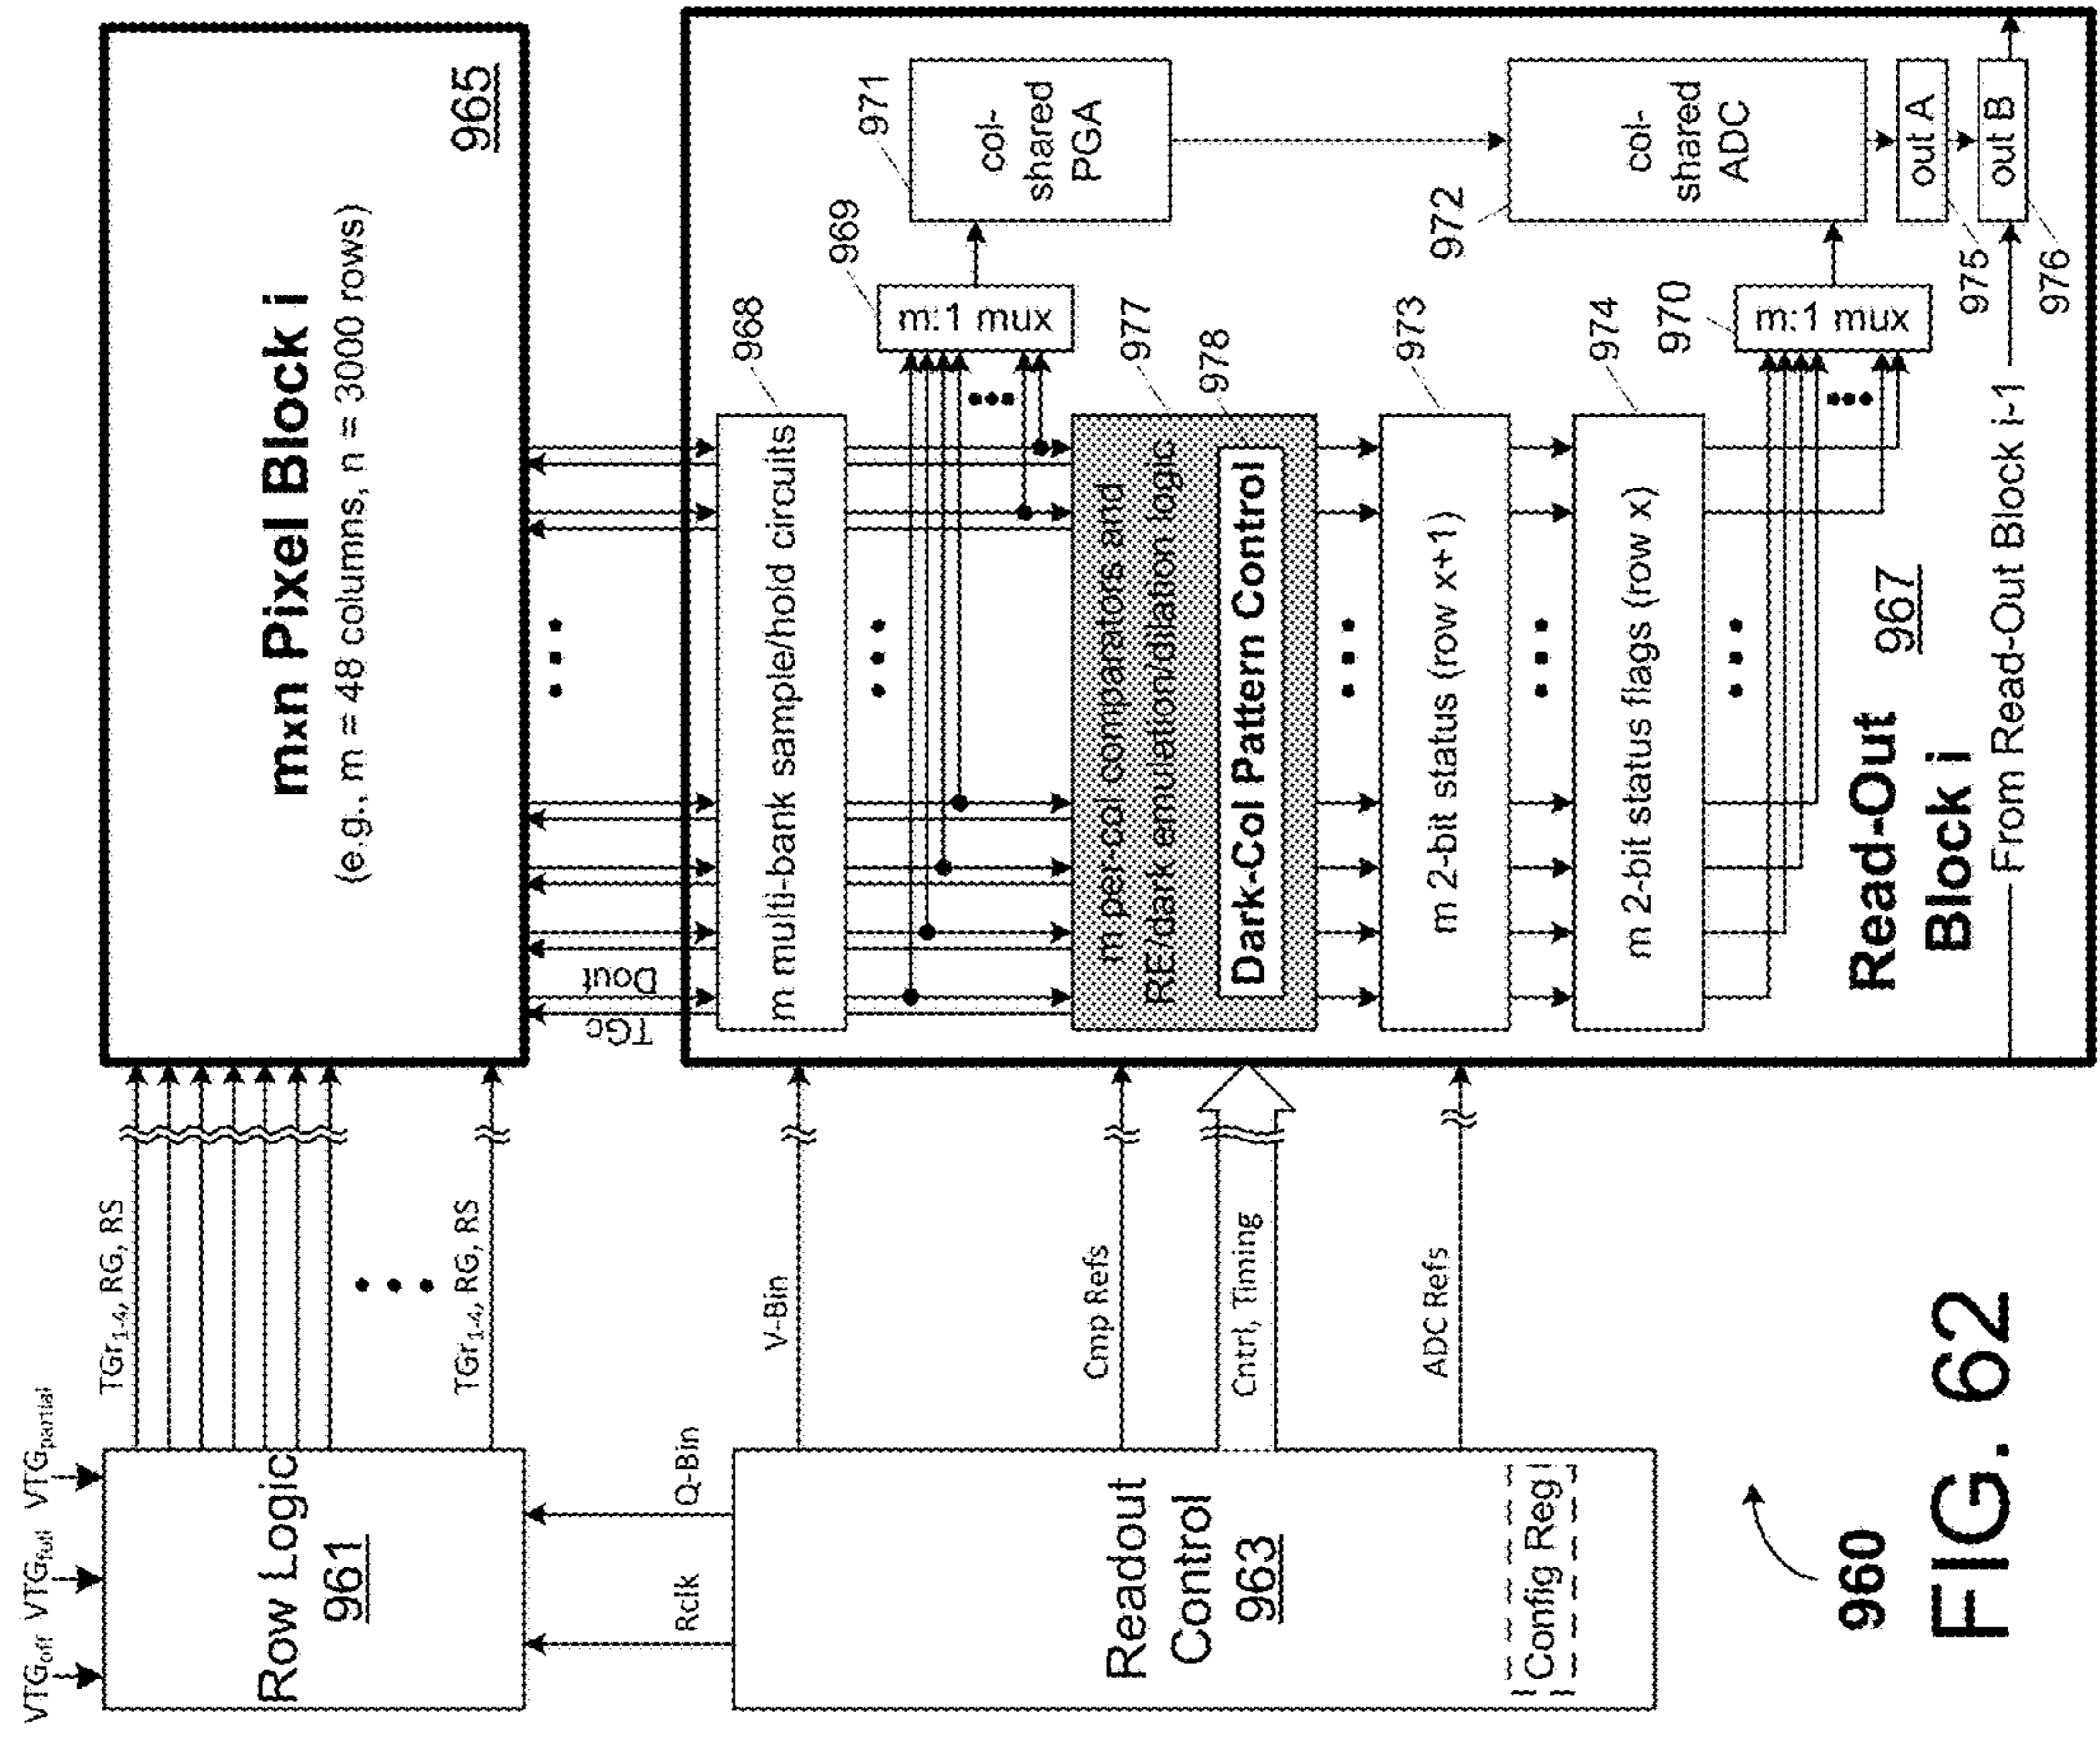 VTGoff
VTGfull
VTGpartial
Row Logic
961
TGr1-4, RG, RS
TGr1-4, RG, RS
mxn Pixel Block i
(e.g., m = 48 columns, n = 3000 rows)
965
Rclk
Q-Bin
TGc
Dout
Readout
Control
963
Config Reg
V-Bin
Cmp Refs
Cntrl, Timing
ADC Refs
m multi-bank sample/hold circuits
968
m:1 mux
969
col-
shared
PGA
971
m per-col comparators and
RE/dark emulation/dilation logic
977
Dark-Col Pattern Control
978
m 2-bit status (row x+1)
973
m 2-bit status flags (row x)
974
m:1 mux
970
col-
shared
ADC
972
out A
975
out B
976
Read-Out
Block i
967
From Read-Out Block i-1
960
FIG. 62